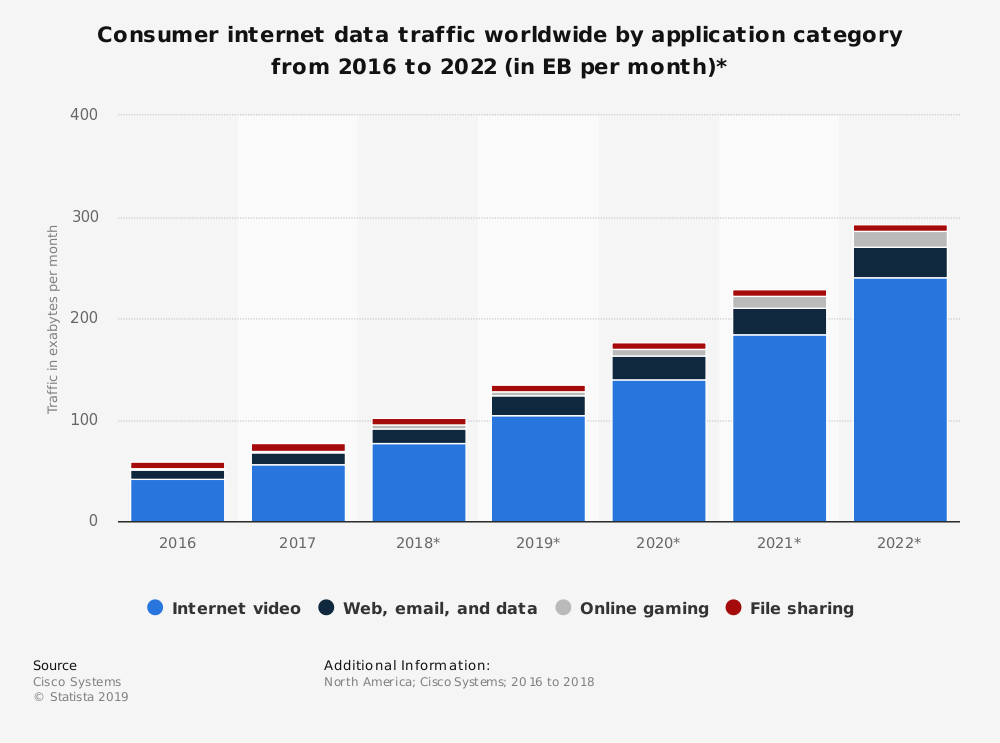 Consumer internet data traffic worldwide by application category
from 2016 to 2022 (in EB per month)*
400
300
200
100
0
Traffic in exabytes per month
2016 2017 2018* 2019* 2020* 2021* 2022*
Internet video Web, email, and data Online gaming File sharing
Source
Cisco Systems
© Statista 2019
Additional Information:
North America; Cisco Systems; 2016 to 2018